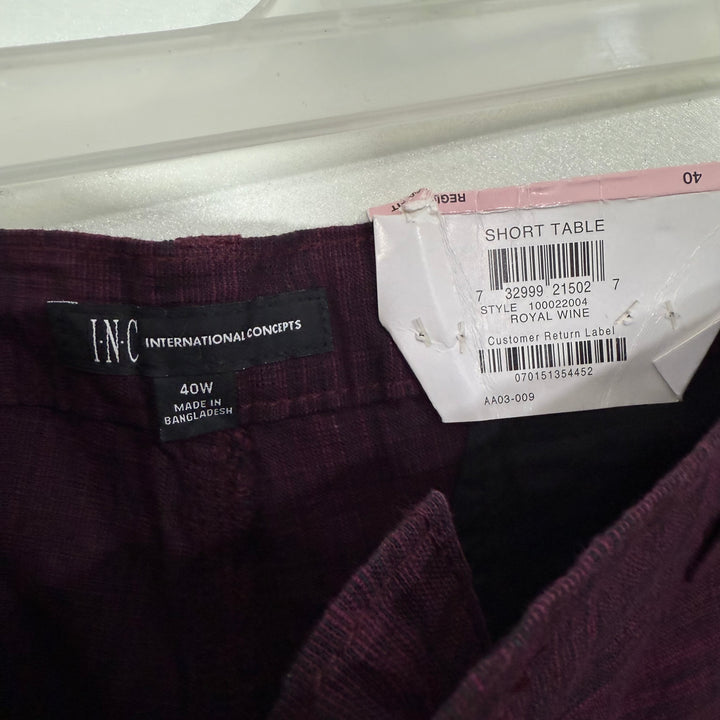 40
SHORT TABLE
7 32999 21502 7
STYLE 100022004
ROYAL WINE
Customer Return Label
070151354452
AA03-009
I·N·C INTERNATIONAL CONCEPTS
40W
MADE IN
BANGLADESH